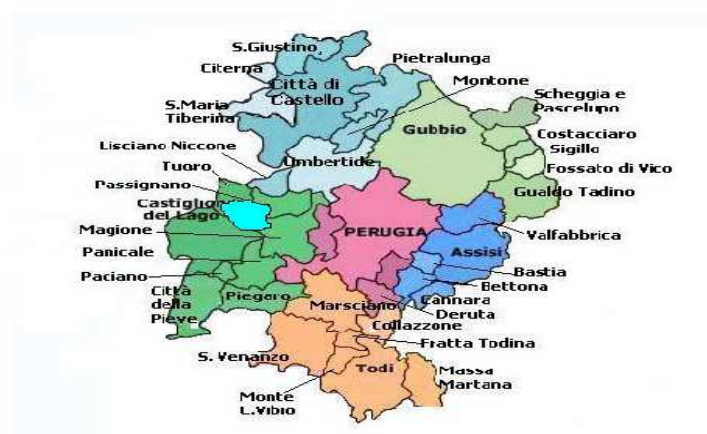 S.Giustino
Pietralunga
Citerna
Montone
Città di
Castello
Scheggia e
Pascelupo
S.Maria
Tiberina
Gubbio
Costacciaro
Lisciano Niccone
Sigillo
Umbertide
Tuoro
Fossato di Vico
Passignano
Gualdo Tadino
Castiglion
del Lago
Magione
PERUGIA
Valfabbrica
Panicale
Assisi
Bastia
Paciano
Bettona
Città
della
Pieve
Piegaro
Marsciano
Cannara
Deruta
Collazzone
Fratta Todina
S. Venanzo
Todi
Massa
Martana
Monte
C.Vibio